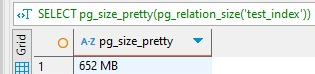 SELECT pg_size_pretty(pg_relation_size('test_index'))
Grid
A-Z pg_size_pretty
1 652 MB